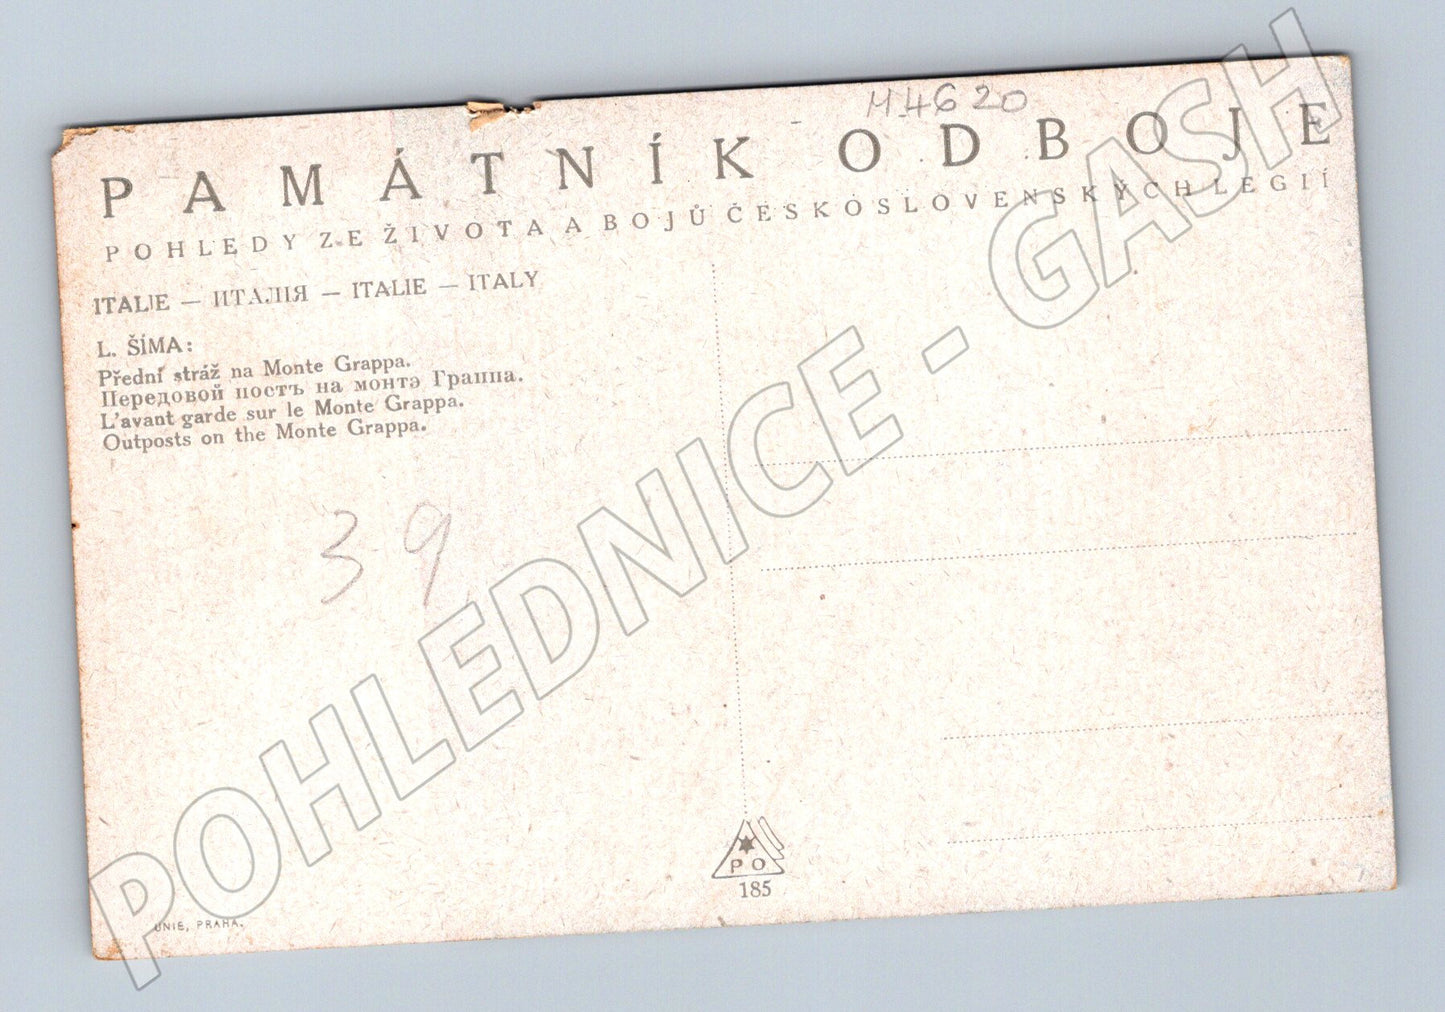 M4620
PAMÁTNÍK ODBOJE
POHLEDY ZE ŽIVOTA A BOJŮ ČESKOSLOVENSKÝCH LEGIÍ
ITALIE — ИТАЛІЯ — ITALIE — ITALY
L. ŠÍMA:
Přední stráž na Monte Grappa.
Передовой постъ на монтэ Граппа.
L'avant garde sur le Monte Grappa.
Outposts on the Monte Grappa.
39
PO
185
UNIE, PRAHA.
POHLEDNICE - GASH